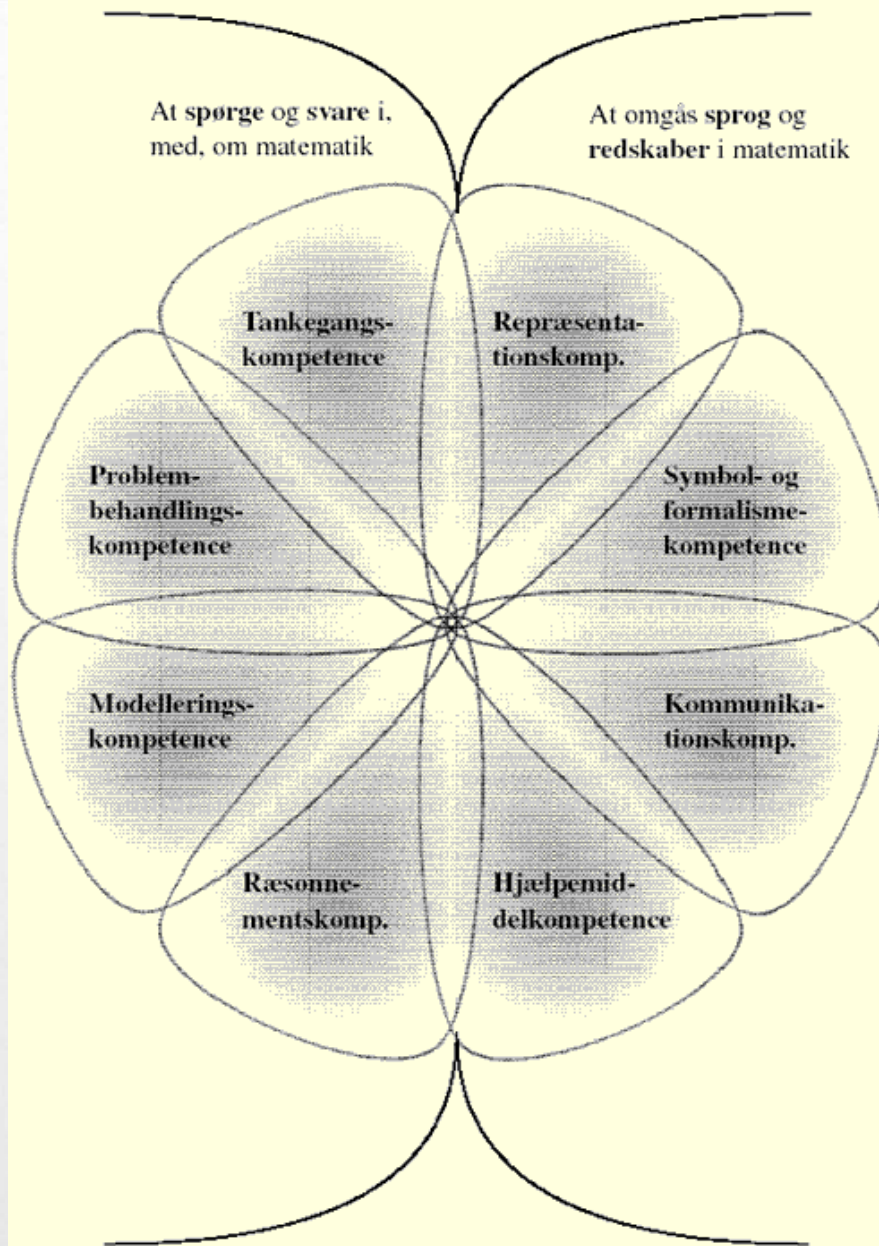 At spørge og svare i,
med, om matematik
At omgås sprog og
redskaber i matematik
Tankegangs-
kompetence
Repræsenta-
tionskomp.
Problem-
behandlings-
kompetence
Symbol- og
formalisme-
kompetence
Modellerings-
kompetence
Kommunika-
tionskomp.
Ræsonne-
mentskomp.
Hjælpemid-
delkompetence